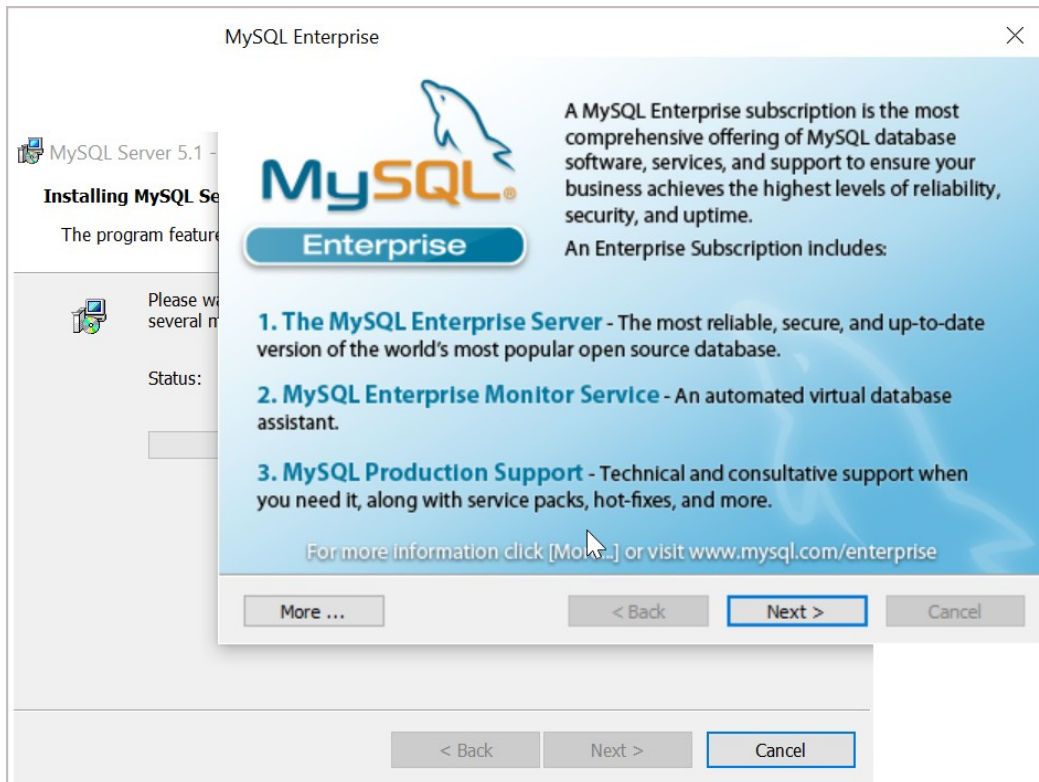 MySQL Enterprise
MySQL®
Enterprise
A MySQL Enterprise subscription is the most
comprehensive offering of MySQL database
software, services, and support to ensure your
business achieves the highest levels of reliability,
security, and uptime.
An Enterprise Subscription includes:
1. The MySQL Enterprise Server - The most reliable, secure, and up-to-date
version of the world's most popular open source database.
2. MySQL Enterprise Monitor Service - An automated virtual database
assistant.
3. MySQL Production Support - Technical and consultative support when
you need it, along with service packs, hot-fixes, and more.
For more information click [More...] or visit www.mysql.com/enterprise
More ...
< Back
Next >
Cancel
MySQL Server 5.1 -
Installing MySQL Se
The program feature
Please wa
several m
Status:
< Back
Next >
Cancel